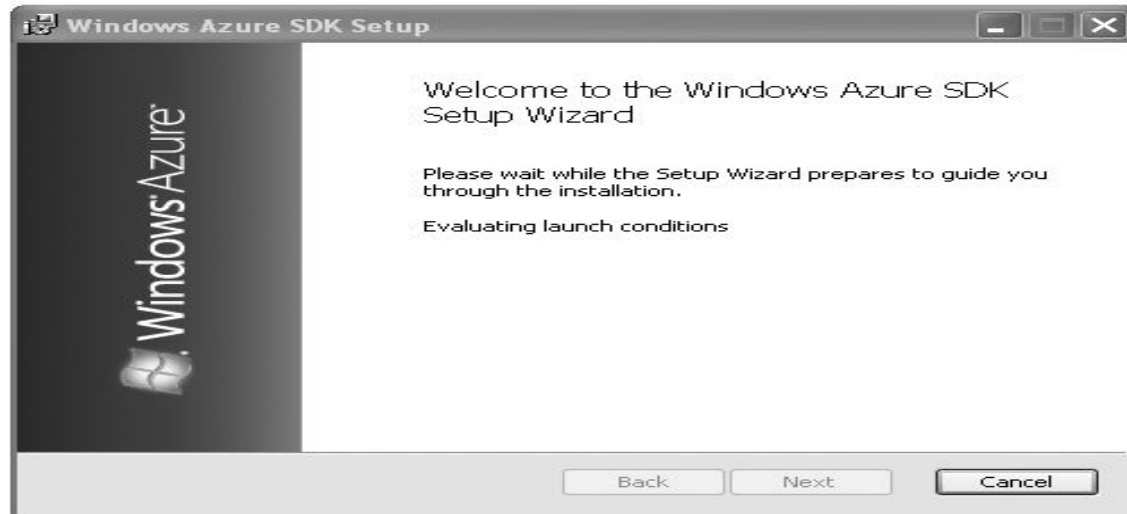 Windows Azure SDK Setup
Windows Azure
Welcome to the Windows Azure SDK
Setup Wizard
Please wait while the Setup Wizard prepares to guide you
through the installation.
Evaluating launch conditions
Back
Next
Cancel